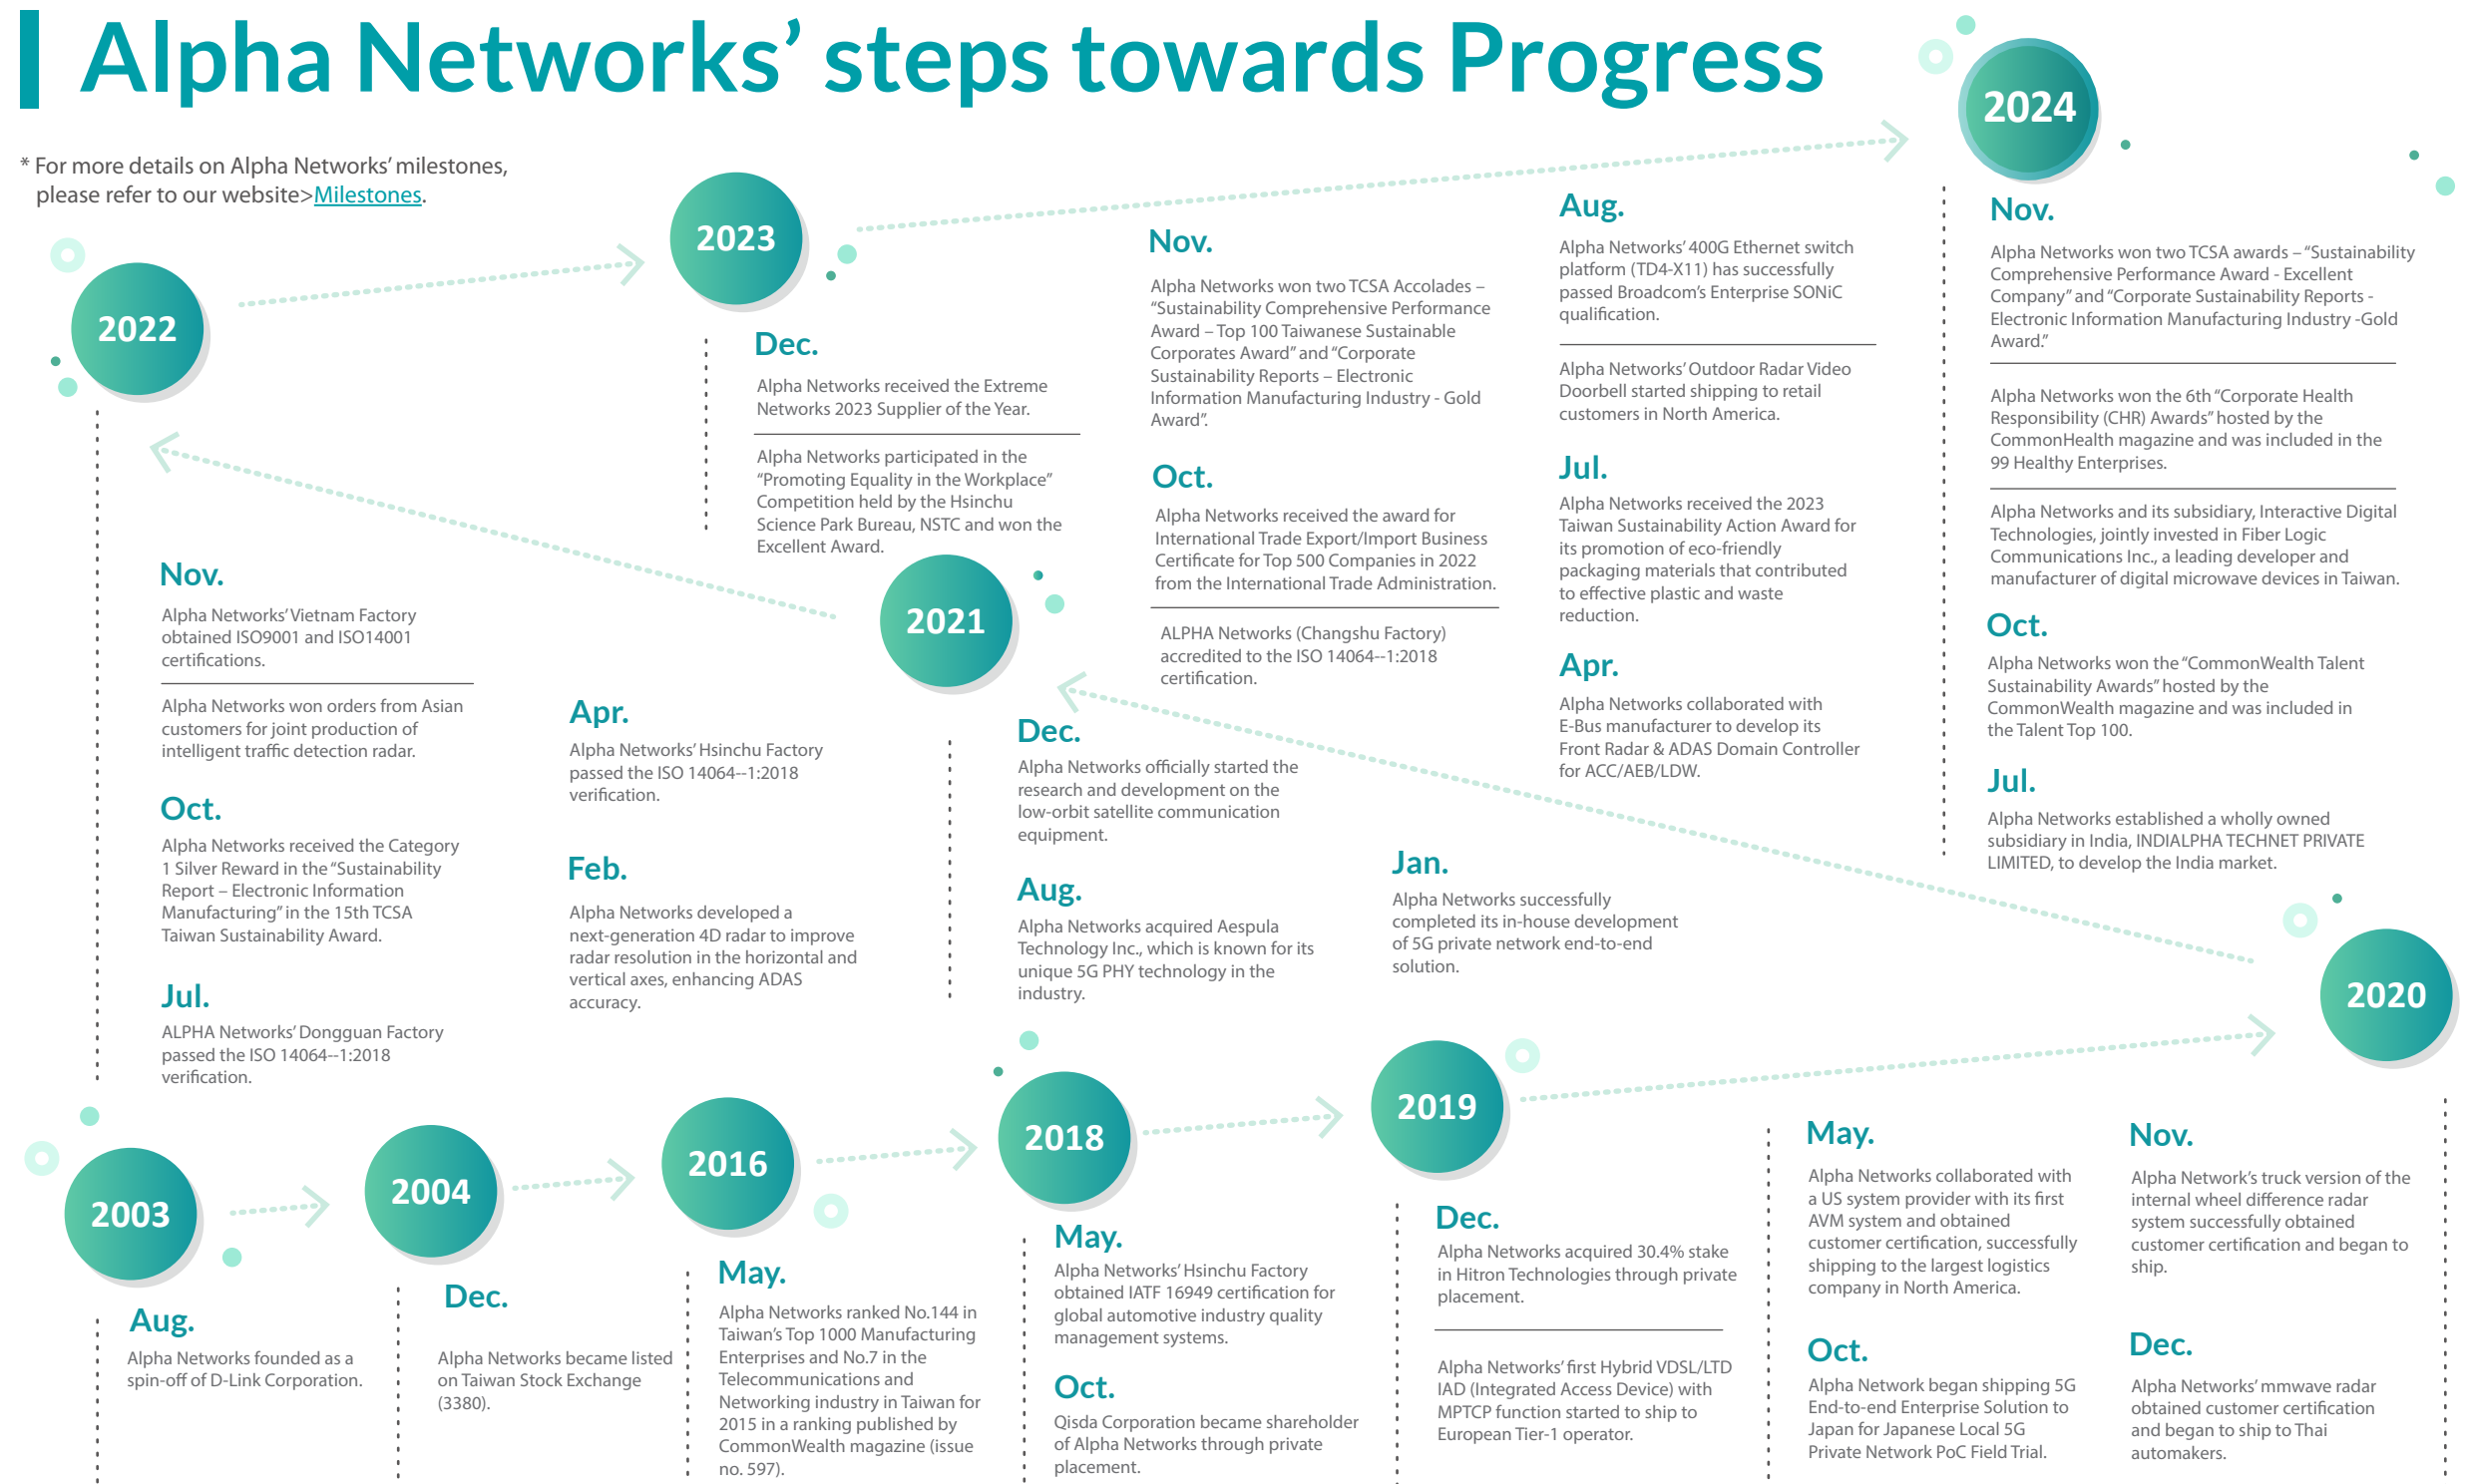 Alpha Networks’ steps towards Progress
* For more details on Alpha Networks’ milestones,
please refer to our website>Milestones.
2022
Nov.
Alpha Networks’ Vietnam Factory
obtained ISO9001 and ISO14001
certifications.
Alpha Networks won orders from Asian
customers for joint production of
intelligent traffic detection radar.
Oct.
Alpha Networks received the Category
1 Silver Reward in the “Sustainability
Report – Electronic Information
Manufacturing” in the 15th TCSA
Taiwan Sustainability Award.
Jul.
ALPHA Networks’ Dongguan Factory
passed the ISO 14064--1:2018
verification.
Apr.
Alpha Networks’ Hsinchu Factory
passed the ISO 14064--1:2018
verification.
Feb.
Alpha Networks developed a
next-generation 4D radar to improve
radar resolution in the horizontal and
vertical axes, enhancing ADAS
accuracy.
2023
Dec.
Alpha Networks received the Extreme
Networks 2023 Supplier of the Year.
Alpha Networks participated in the
“Promoting Equality in the Workplace”
Competition held by the Hsinchu
Science Park Bureau, NSTC and won the
Excellent Award.
Nov.
Alpha Networks won two TCSA Accolades –
“Sustainability Comprehensive Performance
Award – Top 100 Taiwanese Sustainable
Corporates Award” and “Corporate
Sustainability Reports – Electronic
Information Manufacturing Industry - Gold
Award”.
Oct.
Alpha Networks received the award for
International Trade Export/Import Business
Certificate for Top 500 Companies in 2022
from the International Trade Administration.
ALPHA Networks (Changshu Factory)
accredited to the ISO 14064--1:2018
certification.
Aug.
Alpha Networks’ 400G Ethernet switch
platform (TD4-X11) has successfully
passed Broadcom’s Enterprise SONiC
qualification.
Alpha Networks’ Outdoor Radar Video
Doorbell started shipping to retail
customers in North America.
Jul.
Alpha Networks received the 2023
Taiwan Sustainability Action Award for
its promotion of eco-friendly
packaging materials that contributed
to effective plastic and waste
reduction.
Apr.
Alpha Networks collaborated with
E-Bus manufacturer to develop its
Front Radar & ADAS Domain Controller
for ACC/AEB/LDW.
2024
Nov.
Alpha Networks won two TCSA awards – “Sustainability
Comprehensive Performance Award - Excellent
Company” and “Corporate Sustainability Reports -
Electronic Information Manufacturing Industry -Gold
Award.”
Alpha Networks won the 6th “Corporate Health
Responsibility (CHR) Awards” hosted by the
CommonHealth magazine and was included in the
99 Healthy Enterprises.
Alpha Networks and its subsidiary, Interactive Digital
Technologies, jointly invested in Fiber Logic
Communications Inc., a leading developer and
manufacturer of digital microwave devices in Taiwan.
Oct.
Alpha Networks won the “CommonWealth Talent
Sustainability Awards” hosted by the
CommonWealth magazine and was included in
the Talent Top 100.
Jul.
Alpha Networks established a wholly owned
subsidiary in India, INDIALPHA TECHNET PRIVATE
LIMITED, to develop the India market.
2021
Dec.
Alpha Networks officially started the
research and development on the
low-orbit satellite communication
equipment.
Aug.
Alpha Networks acquired Aespula
Technology Inc., which is known for its
unique 5G PHY technology in the
industry.
Jan.
Alpha Networks successfully
completed its in-house development
of 5G private network end-to-end
solution.
2003
Aug.
Alpha Networks founded as a
spin-off of D-Link Corporation.
2004
Dec.
Alpha Networks became listed
on Taiwan Stock Exchange
(3380).
2016
May.
Alpha Networks ranked No.144 in
Taiwan’s Top 1000 Manufacturing
Enterprises and No.7 in the
Telecommunications and
Networking industry in Taiwan for
2015 in a ranking published by
CommonWealth magazine (issue
no. 597).
2018
May.
Alpha Networks’ Hsinchu Factory
obtained IATF 16949 certification for
global automotive industry quality
management systems.
Oct.
Qisda Corporation became shareholder
of Alpha Networks through private
placement.
2019
Dec.
Alpha Networks acquired 30.4% stake
in Hitron Technologies through private
placement.
Alpha Networks’ first Hybrid VDSL/LTD
IAD (Integrated Access Device) with
MPTCP function started to ship to
European Tier-1 operator.
2020
May.
Alpha Networks collaborated with
a US system provider with its first
AVM system and obtained
customer certification, successfully
shipping to the largest logistics
company in North America.
Oct.
Alpha Network began shipping 5G
End-to-end Enterprise Solution to
Japan for Japanese Local 5G
Private Network PoC Field Trial.
Nov.
Alpha Network’s truck version of the
internal wheel difference radar
system successfully obtained
customer certification and began to
ship.
Dec.
Alpha Networks’ mmwave radar
obtained customer certification
and began to ship to Thai
automakers.